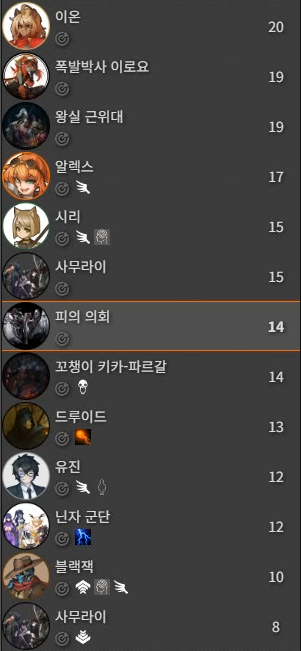 이온 20
폭발박사 이로요 19
왕실 근위대 19
알렉스 17
시리 15
사무라이 15
피의 의회 14
꼬챙이 키카-파르갈 14
드루이드 13
유진 12
닌자 군단 12
블랙잭 10
사무라이 8